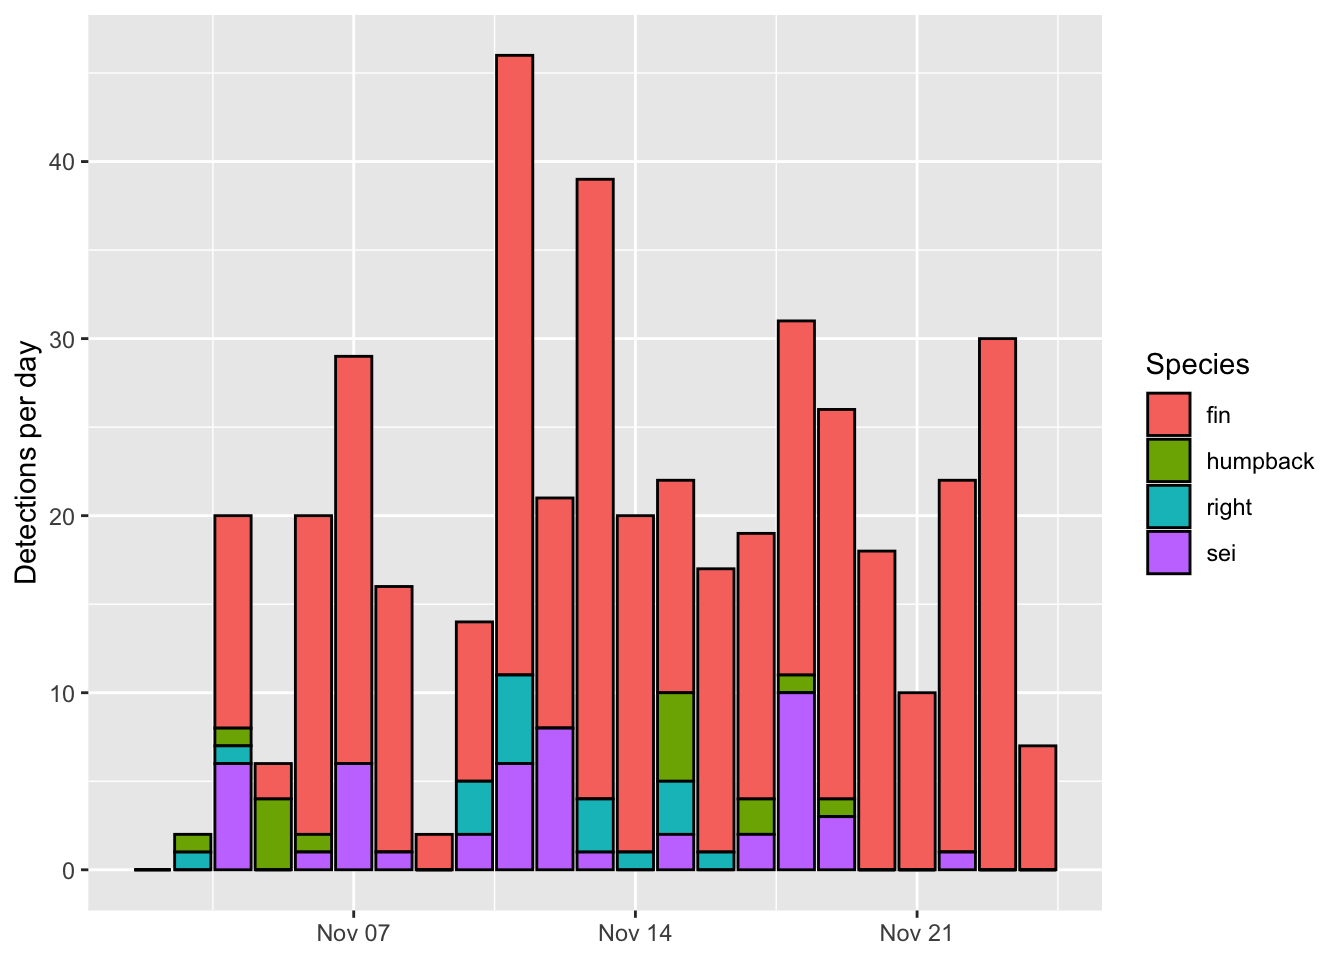 Detections per day
40
30
20
10
0
Nov 07
Nov 14
Nov 21
Species
fin
humpback
right
sei